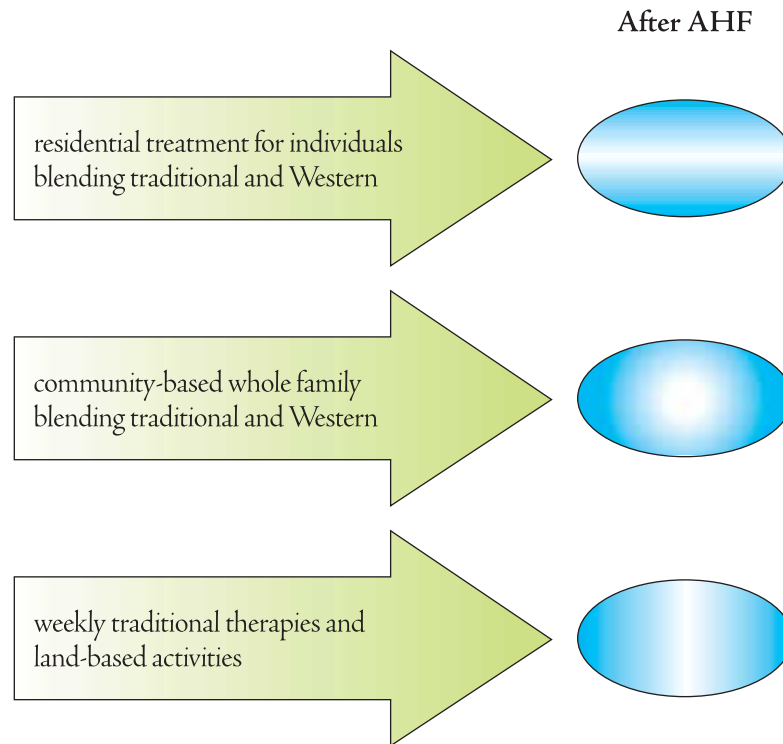 After AHF
residential treatment for individuals
blending traditional and Western
community-based whole family
blending traditional and Western
weekly traditional therapies and
land-based activities